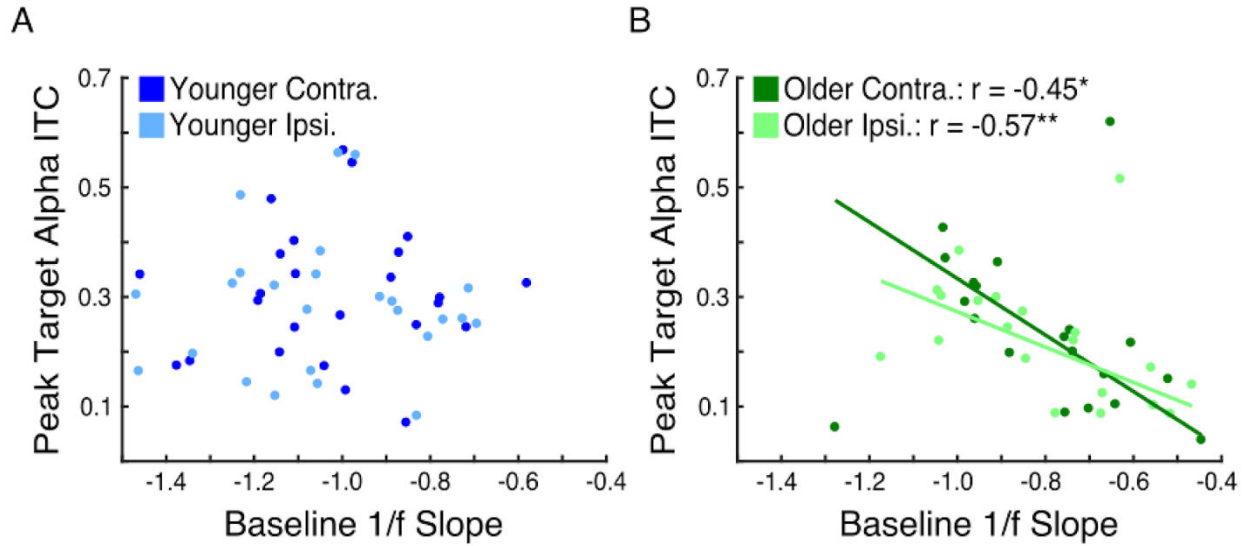 A
Peak Target Alpha ITC
0.7
0.5
0.3
0.1
Younger Contra.
Younger Ipsi.
-1.4 -1.2 -1.0 -0.8 -0.6 -0.4
Baseline 1/f Slope
B
Peak Target Alpha ITC
0.7
0.5
0.3
0.1
Older Contra.: r = -0.45*
Older Ipsi.: r = -0.57**
-1.4 -1.2 -1.0 -0.8 -0.6 -0.4
Baseline 1/f Slope